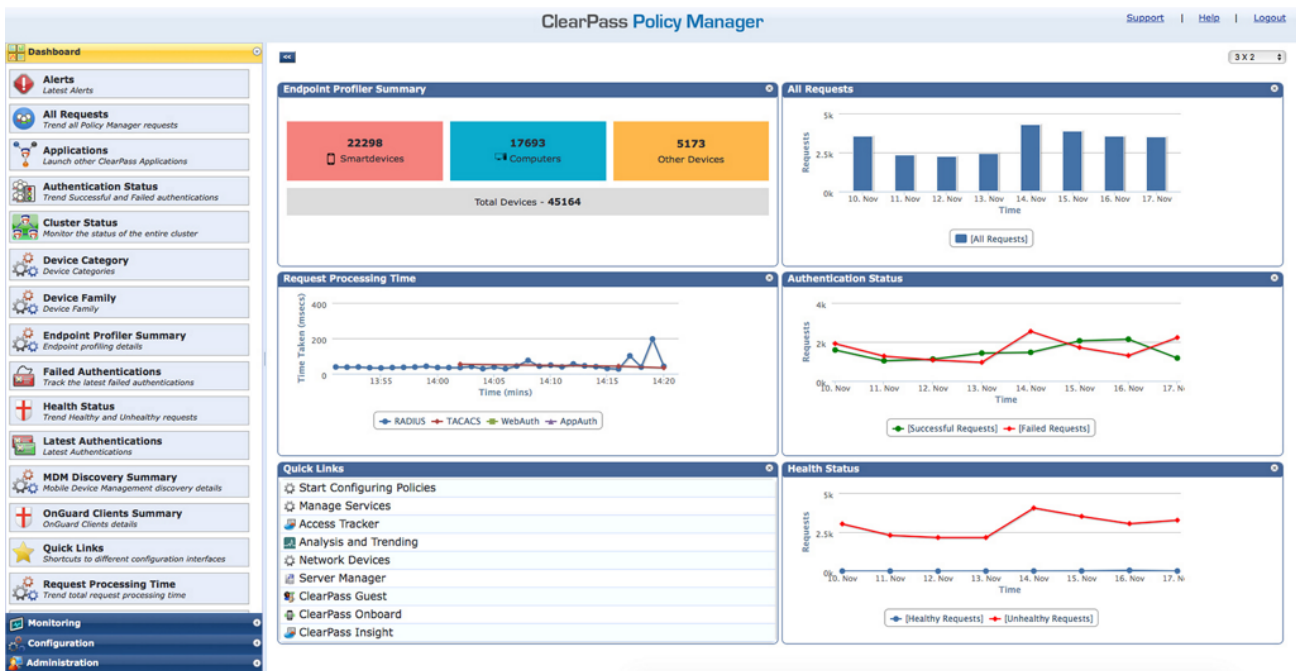 ClearPass Policy Manager
Support | Help | Logout
Dashboard
Alerts
Latest Alerts
All Requests
Trend all Policy Manager requests
Applications
Launch other ClearPass Applications
Authentication Status
Trend Successful and Failed authentications
Cluster Status
Monitor the status of the entire cluster
Device Category
Device Categories
Device Family
Device Family
Endpoint Profiler Summary
Endpoint profiling details
Failed Authentications
Track the latest failed authentications
Health Status
Trend Healthy and Unhealthy requests
Latest Authentications
Latest Authentications
MDM Discovery Summary
Mobile Device Management discovery details
OnGuard Clients Summary
OnGuard Clients details
Quick Links
Shortcuts to different configuration interfaces
Request Processing Time
Trend total request processing time
Monitoring
Configuration
Administration
<<
3 X 2
Endpoint Profiler Summary
22298
Smartdevices
17693
Computers
5173
Other Devices
Total Devices - 45164
All Requests
Requests
5k
2.5k
0k
10. Nov 11. Nov 12. Nov 13. Nov 14. Nov 15. Nov 16. Nov 17. Nov
Time
[All Requests]
Request Processing Time
Time Taken (msecs)
400
200
0
13:55 14:00 14:05 14:10 14:15 14:20
Time (mins)
RADIUS TACACS WebAuth AppAuth
Authentication Status
Requests
4k
2k
0k
10. Nov 11. Nov 12. Nov 13. Nov 14. Nov 15. Nov 16. Nov 17. N
Time
[Successful Requests] [Failed Requests]
Quick Links
Start Configuring Policies
Manage Services
Access Tracker
Analysis and Trending
Network Devices
Server Manager
ClearPass Guest
ClearPass Onboard
ClearPass Insight
Health Status
Requests
5k
2.5k
0k
10. Nov 11. Nov 12. Nov 13. Nov 14. Nov 15. Nov 16. Nov 17. N
Time
[Healthy Requests] [Unhealthy Requests]